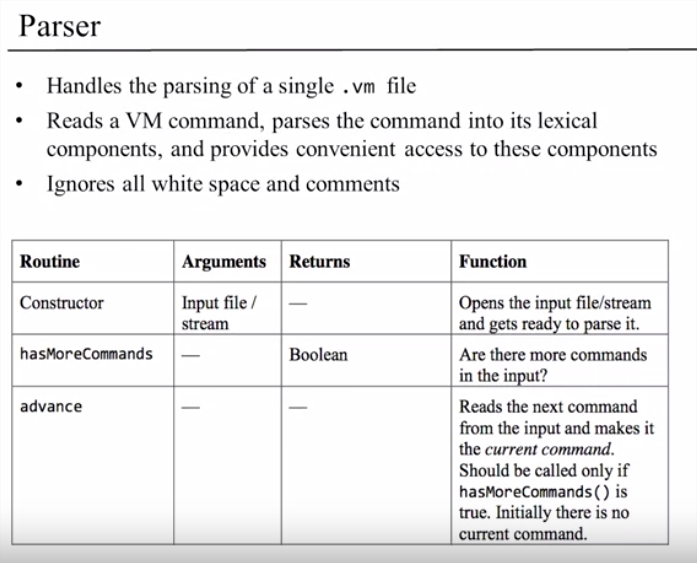 Parser
• Handles the parsing of a single .vm file
• Reads a VM command, parses the command into its lexical
components, and provides convenient access to these components
• Ignores all white space and comments
Routine Arguments Returns Function
Constructor Input file / — Opens the input file/stream
stream and gets ready to parse it.
hasMoreCommands — Boolean Are there more commands
in the input?
advance — — Reads the next command
from the input and makes it
the current command.
Should be called only if
hasMoreCommands() is
true. Initially there is no
current command.